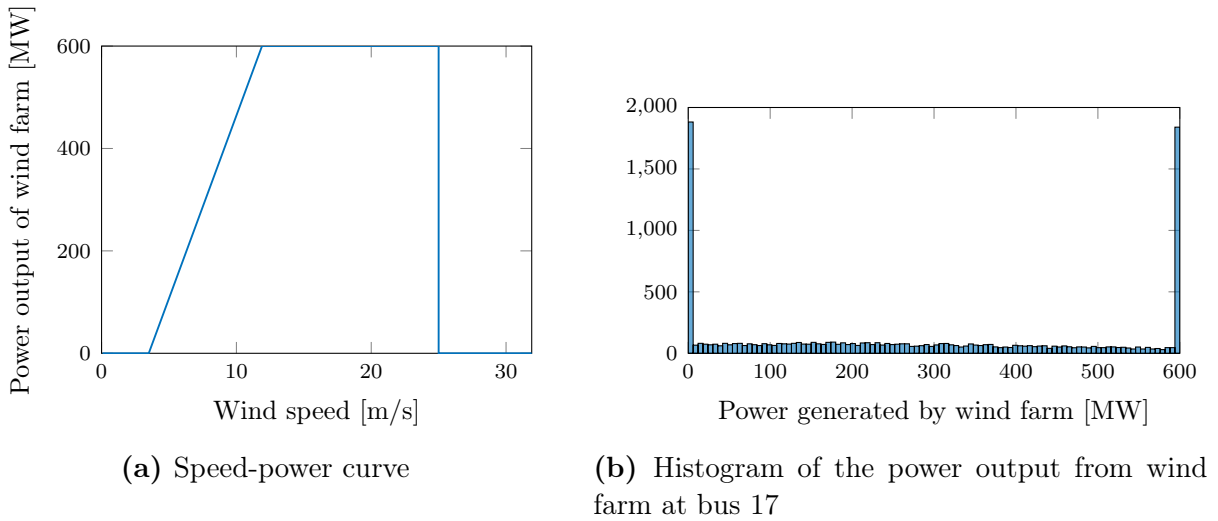 Power output of wind farm [MW]
600
400
200
0
0 10 20 30
Wind speed [m/s]
(a) Speed-power curve
2,000
1,500
1,000
500
0
0 100 200 300 400 500 600
Power generated by wind farm [MW]
(b) Histogram of the power output from wind
farm at bus 17